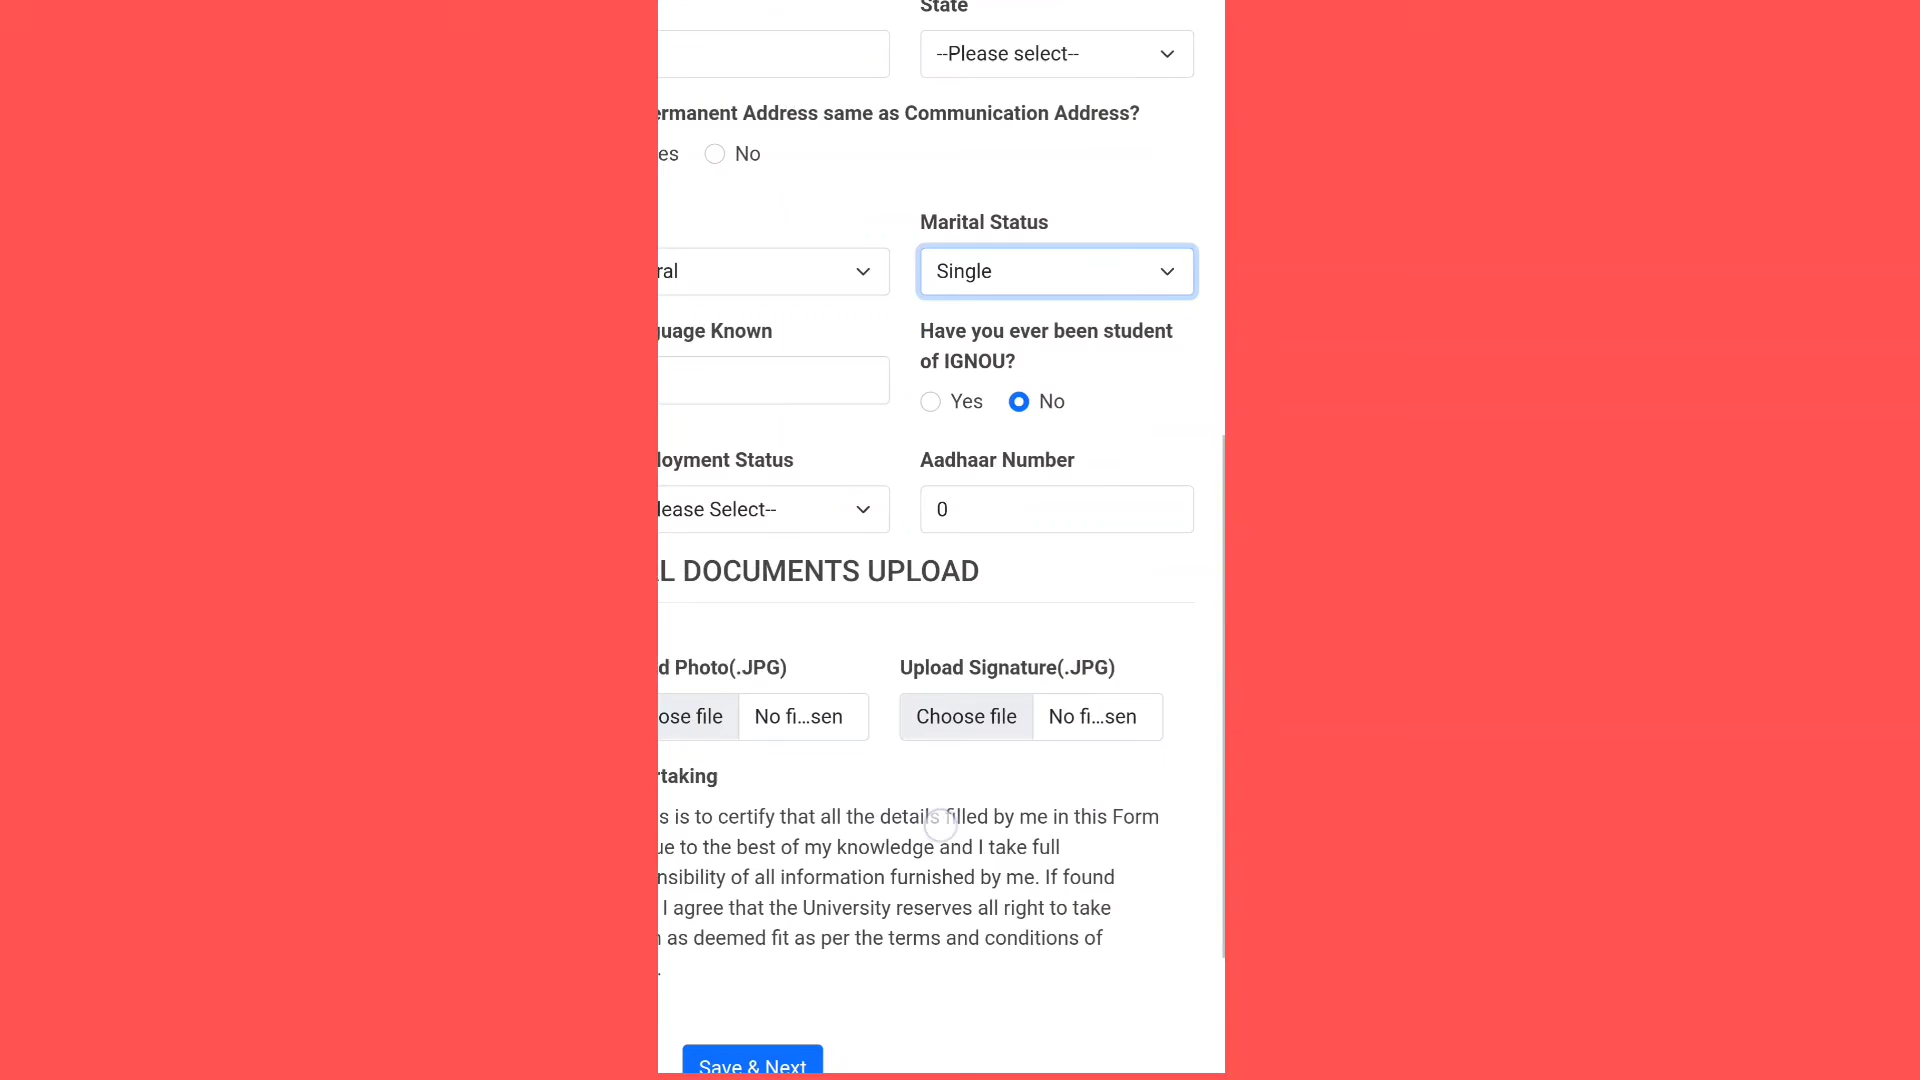 State
--Please select--
ermanent Address same as Communication Address?
es No
Marital Status
ral Single
guage Known Have you ever been student
of IGNOU?
Yes No
loyment Status Aadhaar Number
lease Select-- 0
L DOCUMENTS UPLOAD
d Photo(.JPG) Upload Signature(.JPG)
ose file No fi...sen Choose file No fi...sen
rtaking
s is to certify that all the details filled by me in this Form
ue to the best of my knowledge and I take full
nsibility of all information furnished by me. If found
I agree that the University reserves all right to take
n as deemed fit as per the terms and conditions of
.
Save & Next